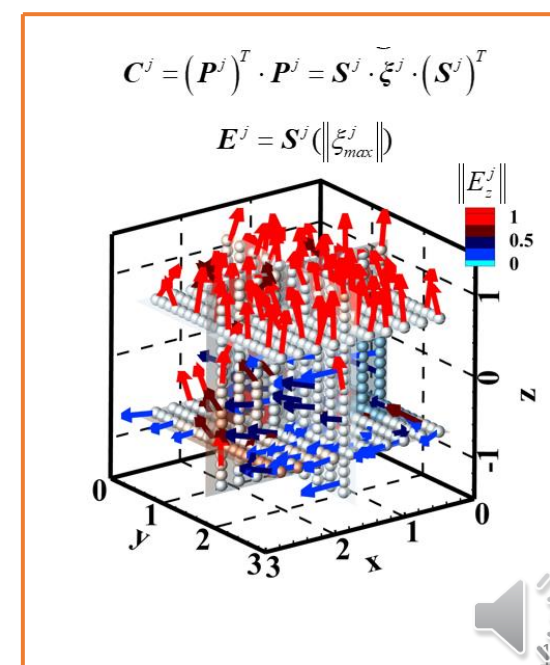 C^j = (P^j)^T · P^j = S^j · ξ^j · (S^j)^T
E^j = S^j(‖ξ^j_max‖)
‖E^j_z‖
1
0.5
0
1
0
-1
z
0
1
2
3
y
3
2
1
0
x